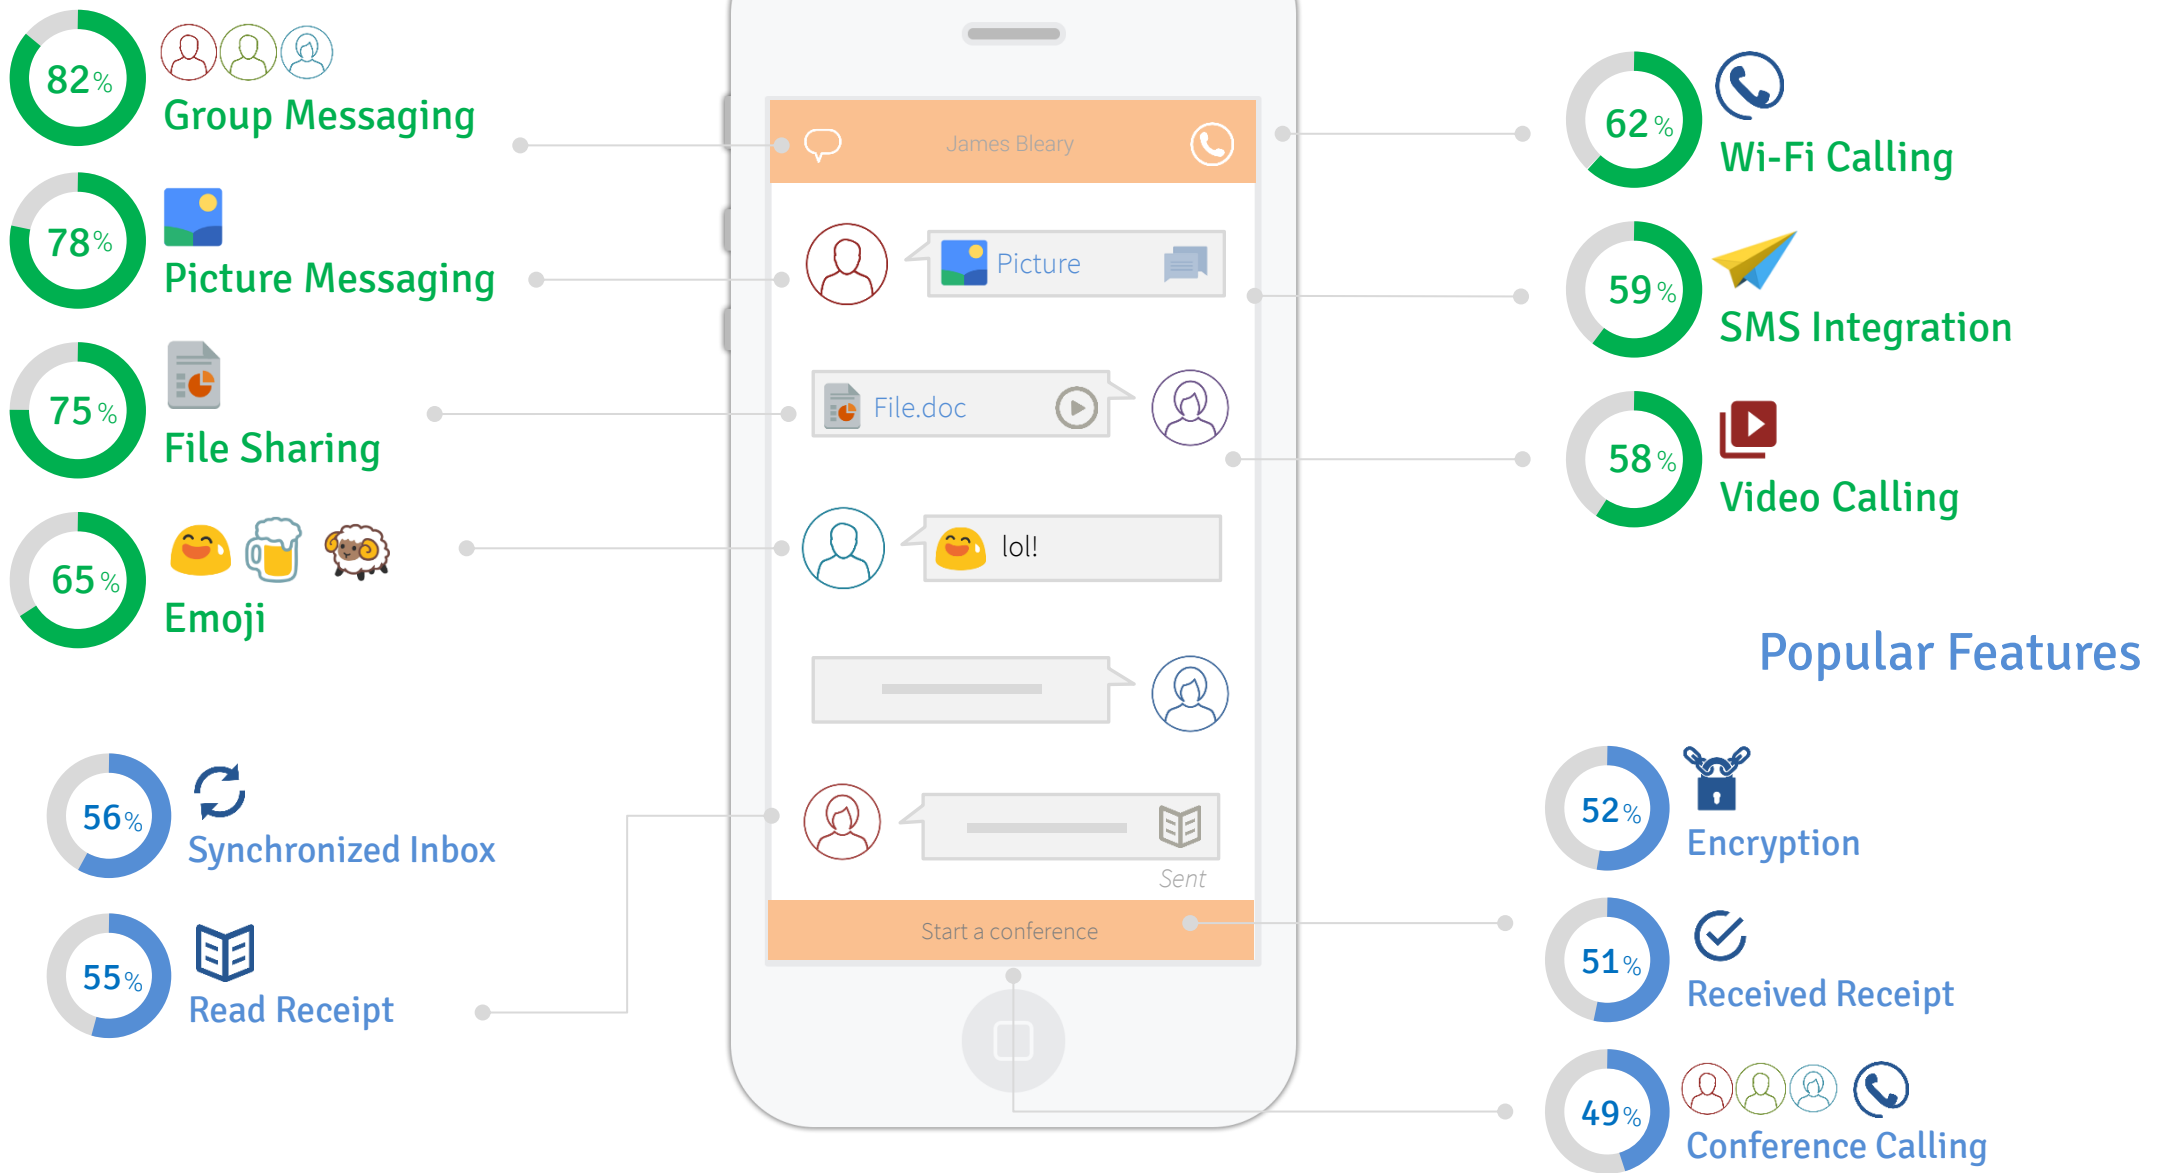 82%
Group Messaging
78%
Picture Messaging
75%
File Sharing
65%
Emoji
56%
Synchronized Inbox
55%
Read Receipt
James Bleary
Picture
File.doc
lol!
Sent
Start a conference
62%
Wi-Fi Calling
59%
SMS Integration
58%
Video Calling
Popular Features
52%
Encryption
51%
Received Receipt
49%
Conference Calling